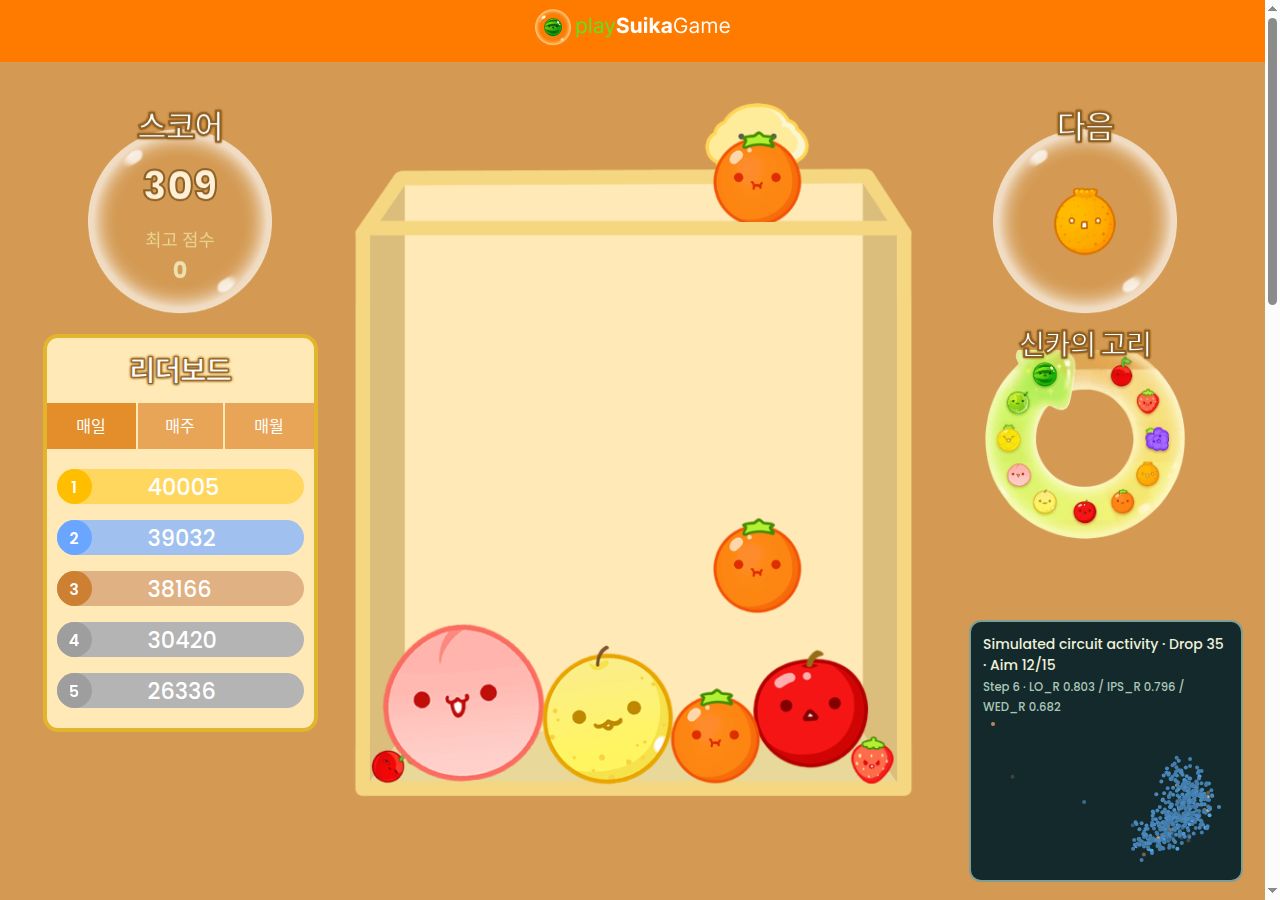 playSuikaGame
스코어
309
최고 점수
0
리더보드
매일 매주 매월
1 40005
2 39032
3 38166
4 30420
5 26336
다음
신카의 고리
Simulated circuit activity · Drop 35
· Aim 12/15
Step 6 · LO_R 0.803 / IPS_R 0.796 /
WED_R 0.682